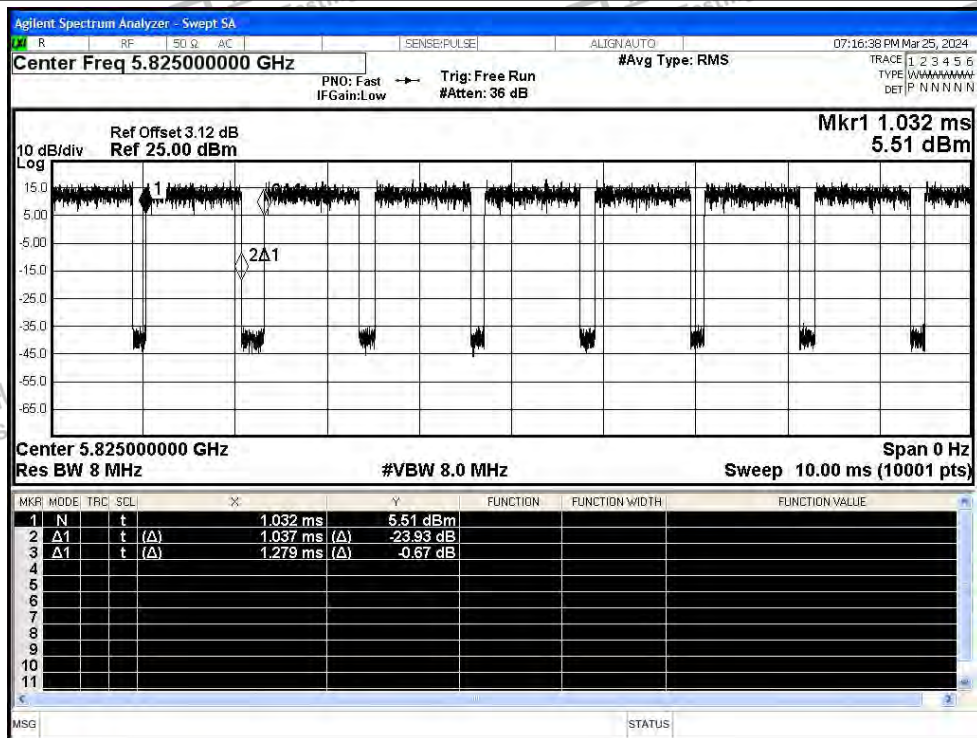 Agilent Spectrum Analyzer - Swept SA
R RF 50 Ω AC SENSE:PULSE ALIGN AUTO 07:16:38 PM Mar 25, 2024
Center Freq 5.825000000 GHz #Avg Type: RMS TRACE 1 2 3 4 5 6
PNO: Fast Trig: Free Run TYPE WWWWWW
IFGain:Low #Atten: 36 dB DET P N N N N N
Mkr1 1.032 ms
Ref Offset 3.12 dB
10 dB/div Ref 25.00 dBm 5.51 dBm
Log
15.0
1
5.00
-5.00
2Δ1
-15.0
-25.0
-35.0
-45.0
-55.0
-65.0
Center 5.825000000 GHz Span 0 Hz
Res BW 8 MHz #VBW 8.0 MHz Sweep 10.00 ms (10001 pts)
MKR MODE TRC SCL X Y FUNCTION FUNCTION WIDTH FUNCTION VALUE
1 N t 1.032 ms 5.51 dBm
2 Δ1 t (Δ) 1.037 ms (Δ) -23.93 dB
3 Δ1 t (Δ) 1.279 ms (Δ) -0.67 dB
4
5
6
7
8
9
10
11
MSG STATUS